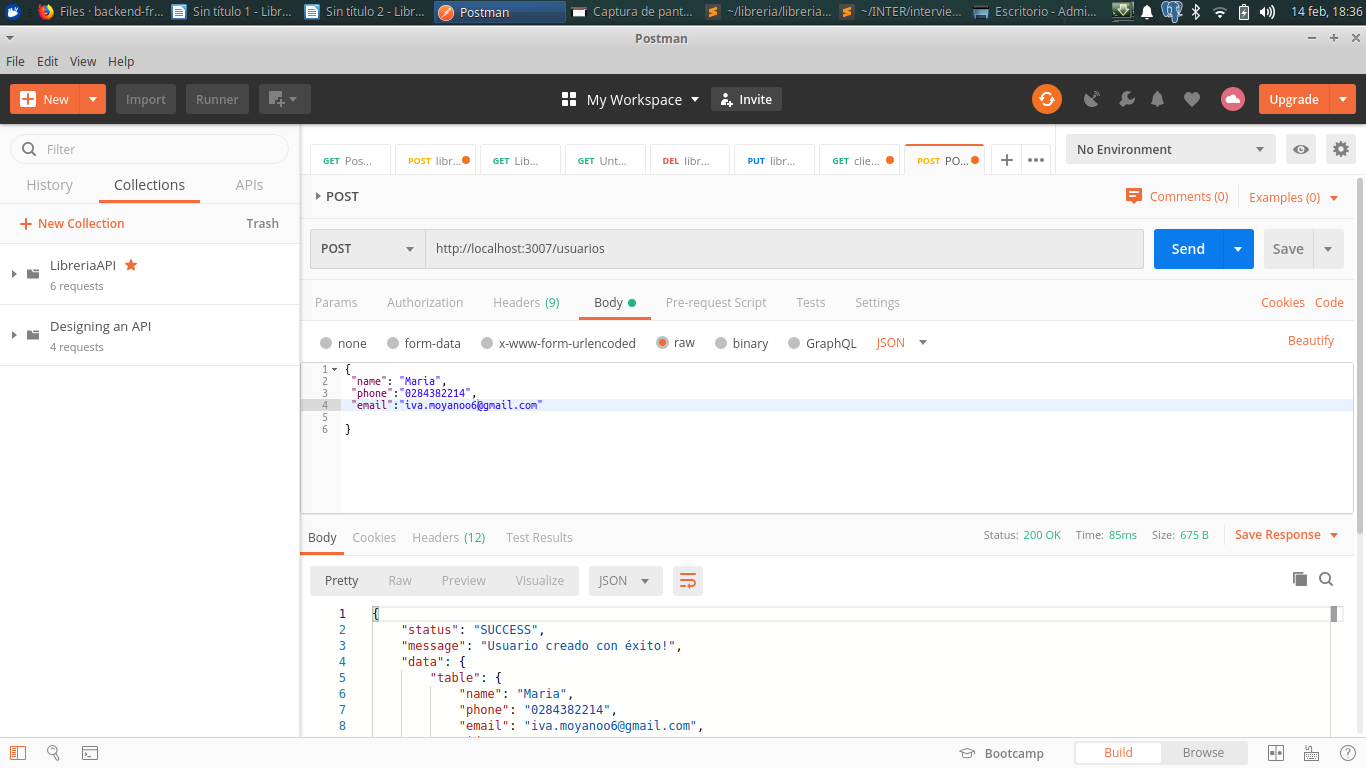 Files · backend-fr... Sin título 1 - Libr... Sin título 2 - Libr... Postman Captura de pant... ~/libreria/libreria... ~/INTER/intervie... Escritorio - Admi... 14 feb, 18:36
Postman
File Edit View Help
New Import Runner My Workspace Invite Upgrade
Filter
History Collections APIs
New Collection Trash
LibreriaAPI
6 requests
Designing an API
4 requests
GET Pos... POST libr... GET Lib... GET Unt... DEL libr... PUT libr... GET clie... POST PO... No Environment
POST Comments (0) Examples (0)
POST http://localhost:3007/usuarios Send Save
Params Authorization Headers (9) Body Pre-request Script Tests Settings Cookies Code
none form-data x-www-form-urlencoded raw binary GraphQL JSON Beautify
1 {
2 "name": "Maria",
3 "phone":"0284382214",
4 "email":"iva.moyanoo6@gmail.com"
5
6 }
Body Cookies Headers (12) Test Results Status: 200 OK Time: 85ms Size: 675 B Save Response
Pretty Raw Preview Visualize JSON
1 {
2 "status": "SUCCESS",
3 "message": "Usuario creado con éxito!",
4 "data": {
5 "table": {
6 "name": "Maria",
7 "phone": "0284382214",
8 "email": "iva.moyanoo6@gmail.com",
Bootcamp Build Browse